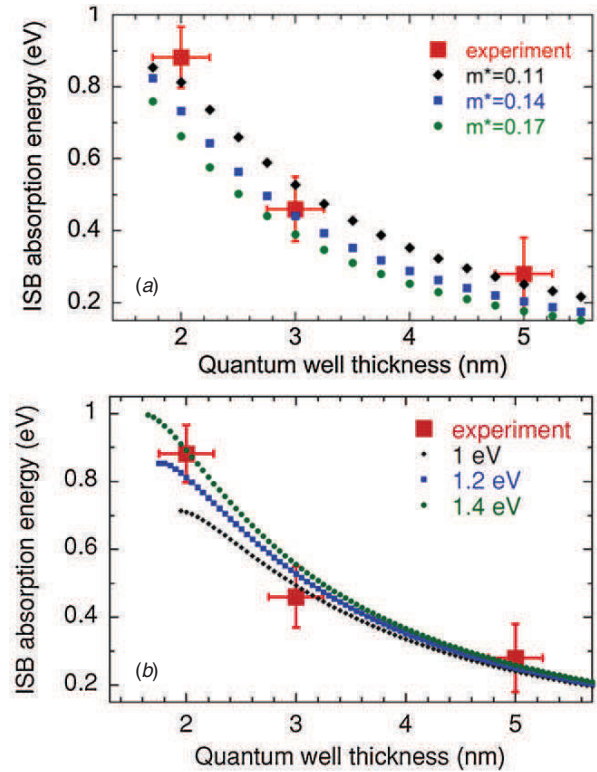 1
0.8
0.6
0.4
0.2
ISB absorption energy (eV)
experiment
m*=0.11
m*=0.14
m*=0.17
(a)
2 3 4 5
Quantum well thickness (nm)
1
0.8
0.6
0.4
0.2
ISB absorption energy (eV)
experiment
1 eV
1.2 eV
1.4 eV
(b)
2 3 4 5
Quantum well thickness (nm)